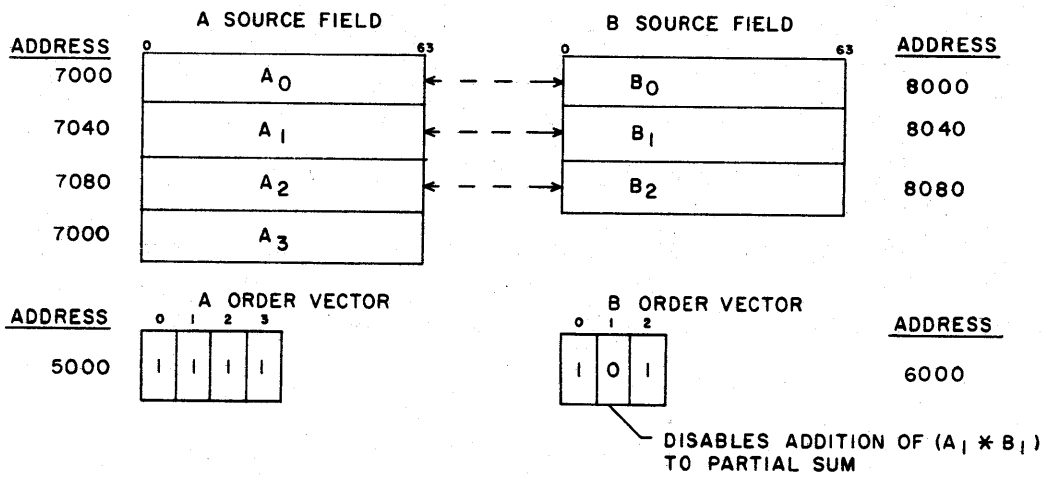 A SOURCE FIELD
B SOURCE FIELD
ADDRESS
0 63
0 63
ADDRESS
7000 A0 B0 8000
7040 A1 B1 8040
7080 A2 B2 8080
7000 A3
A ORDER VECTOR
B ORDER VECTOR
ADDRESS
0 1 2 3
0 1 2
ADDRESS
5000 1 1 1 1
1 0 1 6000
DISABLES ADDITION OF (A1 * B1)
TO PARTIAL SUM